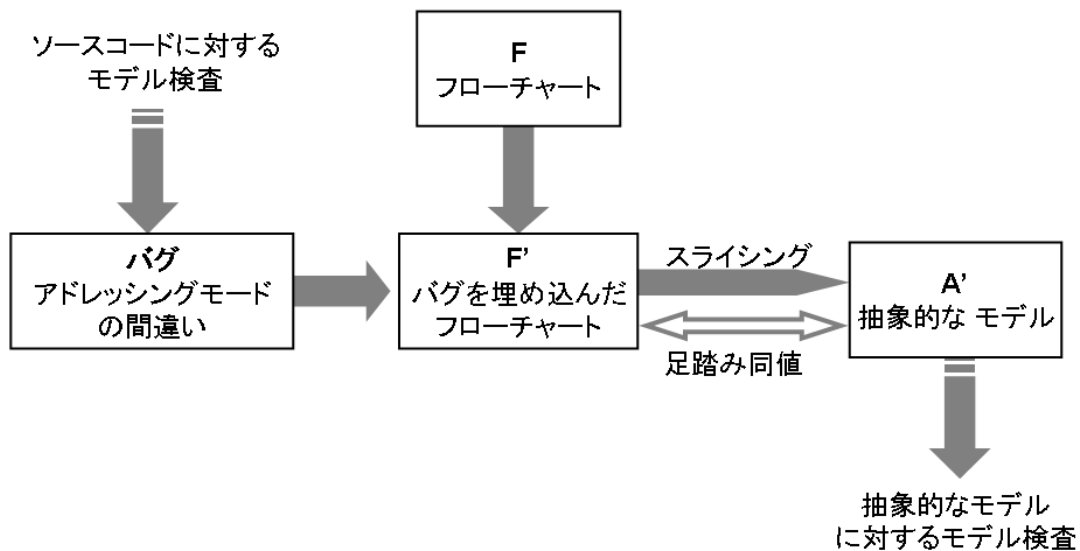 ソースコードに対する
モデル検査
F
フローチャート
バグ
アドレッシングモード
の間違い
F'
バグを埋め込んだ
フローチャート
スライシング
足踏み同値
A'
抽象的な モデル
抽象的なモデル
に対するモデル検査